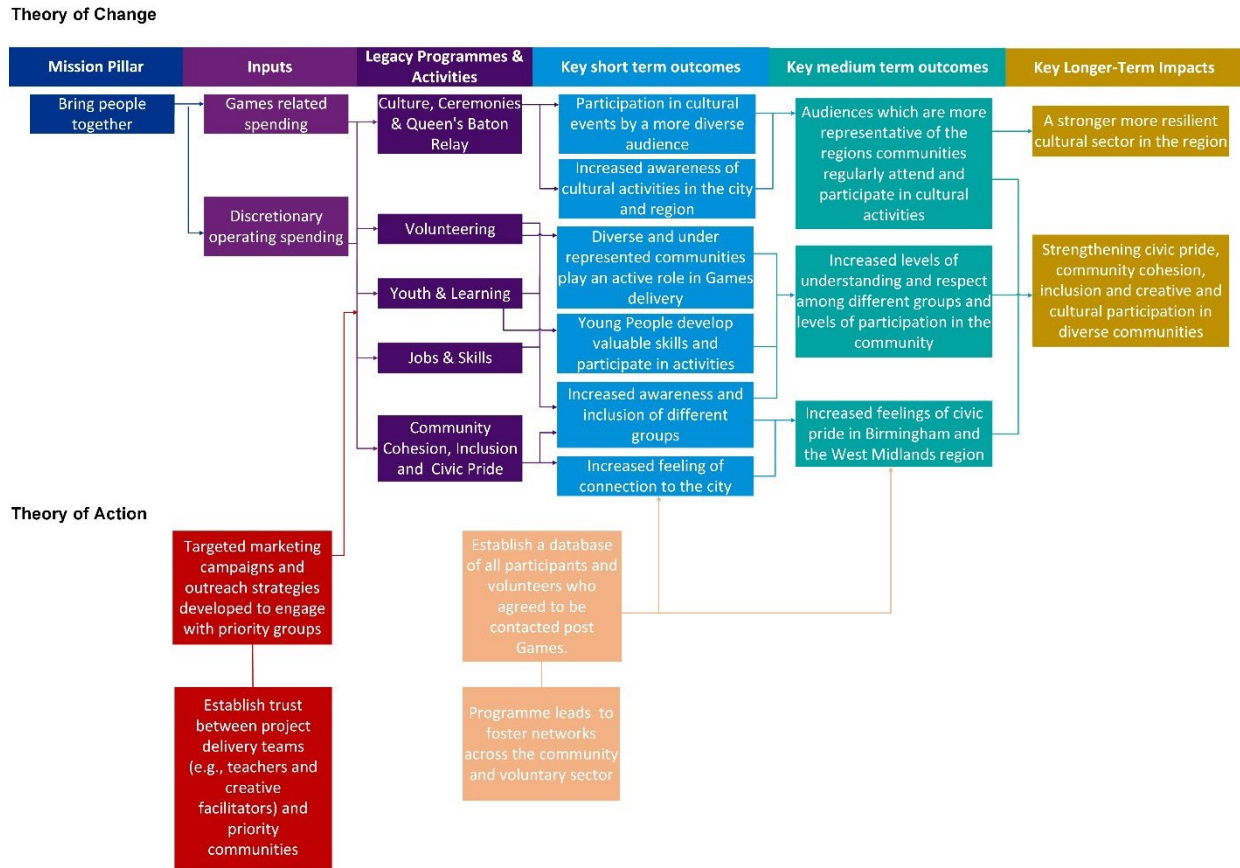 Theory of Change
Mission Pillar
Inputs
Legacy Programmes &
Activities
Key short term outcomes
Key medium term outcomes
Key Longer-Term Impacts
Bring people
together
Games related
spending
Discretionary
operating spending
Culture, Ceremonies
& Queen's Baton
Relay
Volunteering
Youth & Learning
Jobs & Skills
Community
Cohesion, Inclusion
and Civic Pride
Participation in cultural
events by a more diverse
audience
Increased awareness of
cultural activities in the city
and region
Diverse and under
represented communities
play an active role in Games
delivery
Young People develop
valuable skills and
participate in activities
Increased awareness and
inclusion of different
groups
Increased feeling of
connection to the city
Audiences which are more
representative of the
regions communities
regularly attend and
participate in cultural
activities
Increased levels of
understanding and respect
among different groups and
levels of participation in the
community
Increased feelings of civic
pride in Birmingham and
the West Midlands region
A stronger more resilient
cultural sector in the region
Strengthening civic pride,
community cohesion,
inclusion and creative and
cultural participation in
diverse communities
Theory of Action
Targeted marketing
campaigns and
outreach strategies
developed to engage
with priority groups
Establish trust
between project
delivery teams
(e.g., teachers and
creative
facilitators) and
priority
communities
Establish a database
of all participants and
volunteers who
agreed to be
contacted post
Games.
Programme leads to
foster networks
across the community
and voluntary sector